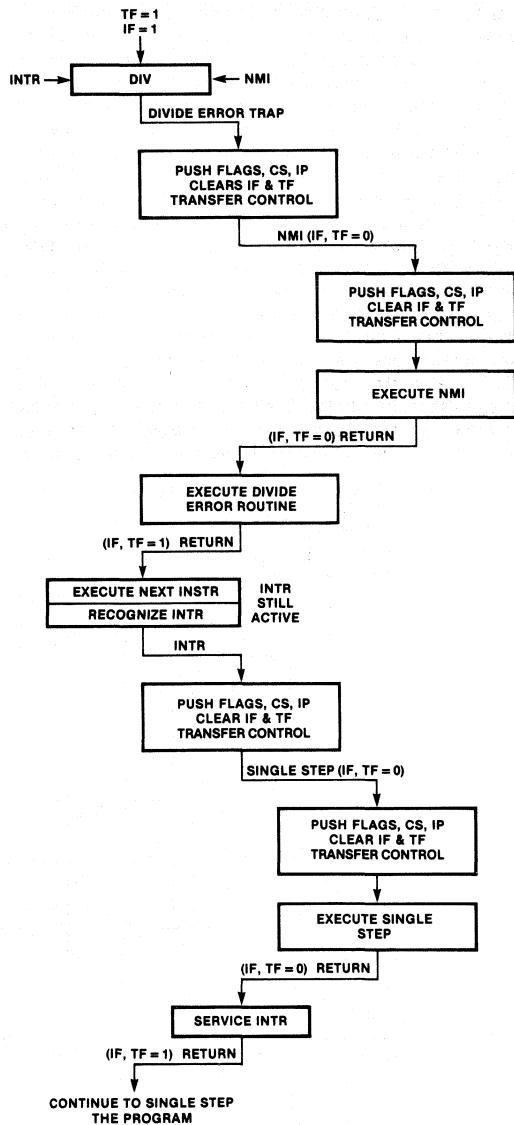 TF = 1
IF = 1
INTR
DIV
NMI
DIVIDE ERROR TRAP
PUSH FLAGS, CS, IP
CLEARS IF & TF
TRANSFER CONTROL
NMI (IF, TF = 0)
PUSH FLAGS, CS, IP
CLEAR IF & TF
TRANSFER CONTROL
EXECUTE NMI
(IF, TF = 0) RETURN
EXECUTE DIVIDE
ERROR ROUTINE
(IF, TF = 1) RETURN
EXECUTE NEXT INSTR
RECOGNIZE INTR
INTR
STILL
ACTIVE
INTR
PUSH FLAGS, CS, IP
CLEAR IF & TF
TRANSFER CONTROL
SINGLE STEP (IF, TF = 0)
PUSH FLAGS, CS, IP
CLEAR IF & TF
TRANSFER CONTROL
EXECUTE SINGLE
STEP
(IF, TF = 0) RETURN
SERVICE INTR
(IF, TF = 1) RETURN
CONTINUE TO SINGLE STEP
THE PROGRAM